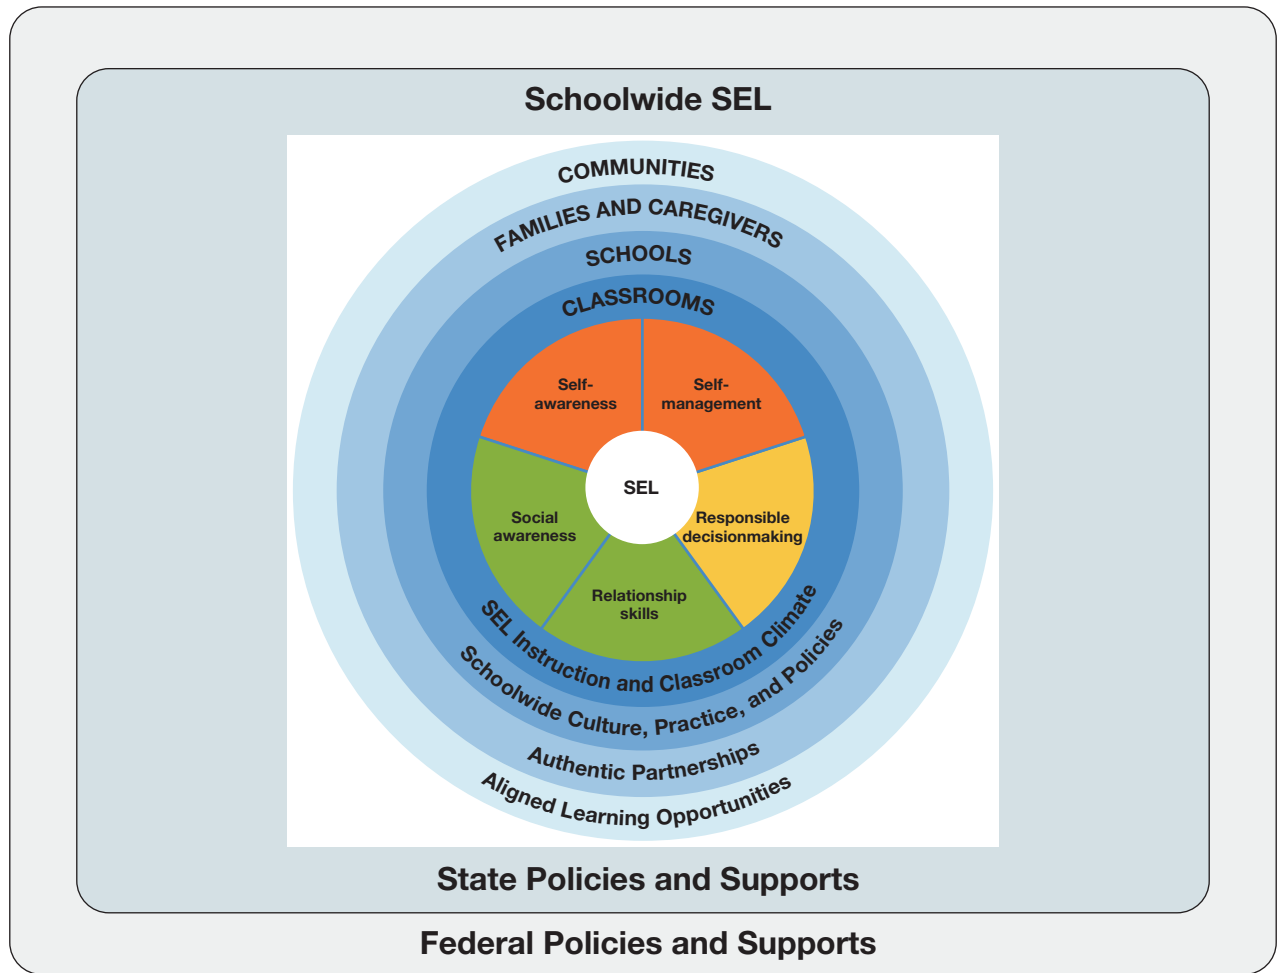 Schoolwide SEL
COMMUNITIES
FAMILIES AND CAREGIVERS
SCHOOLS
CLASSROOMS
Self-
awareness
Self-
management
SEL
Social
awareness
Responsible
decisionmaking
Relationship
skills
SEL Instruction and Classroom Climate
Schoolwide Culture, Practice, and Policies
Authentic Partnerships
Aligned Learning Opportunities
State Policies and Supports
Federal Policies and Supports